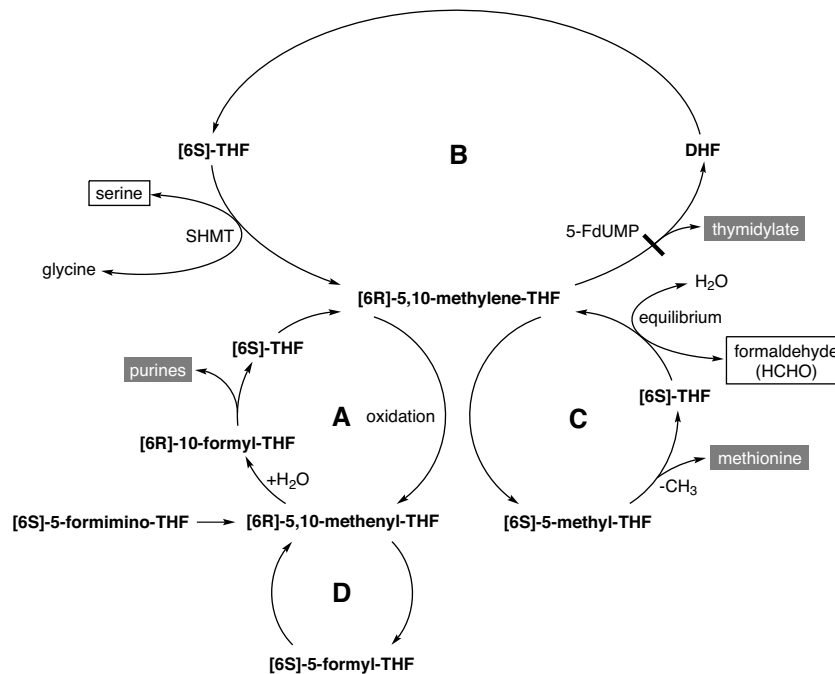 [6S]-THF
B
DHF
serine
SHMT
glycine
5-FdUMP
thymidylate
[6R]-5,10-methylene-THF
H₂O
equilibrium
formaldehyde
(HCHO)
[6S]-THF
purines
A
oxidation
C
[6S]-THF
[6R]-10-formyl-THF
methionine
+H₂O
-CH₃
[6S]-5-formimino-THF
[6R]-5,10-methenyl-THF
[6S]-5-methyl-THF
D
[6S]-5-formyl-THF